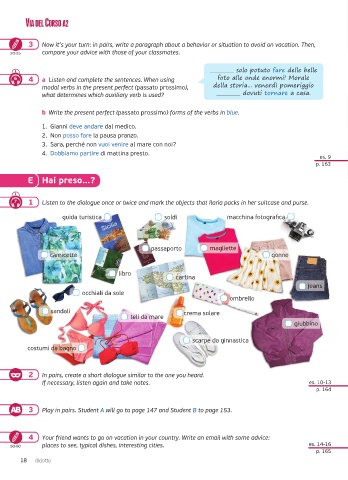 VIA DEL CORSO A2
3 Now it's your turn: in pairs, write a paragraph about a behavior or situation to avoid on vacation. Then,
compare your advice with those of your classmates.
4 a Listen and complete the sentences. When using
modal verbs in the present perfect (passato prossimo),
what determines which auxiliary verb is used?
solo potuto fare delle belle
foto alle onde enormi! Morale
della storia... venerdì pomeriggio
dovuti tornare a casa.
b Write the present perfect (passato prossimo) forms of the verbs in blue.
1. Gianni deve andare dal medico.
2. Non posso fare la pausa pranzo.
3. Sara, perché non vuoi venire al mare con noi?
4. Dobbiamo partire di mattina presto.
es. 9
p. 163
E Hai preso...?
1 Listen to the dialogue once or twice and mark the objects that Ilaria packs in her suitcase and purse.
guida turistica
soldi
macchina fotografica
Sicilia
passaporto
magliette
camicette
gonne
libro
cartina
jeans
occhiali da sole
ombrello
sandali
crema solare
teli da mare
giubbino
scarpe da ginnastica
costumi da bagno
2 In pairs, create a short dialogue similar to the one you heard.
If necessary, listen again and take notes.
es. 10-13
p. 164
AB 3 Play in pairs. Student A will go to page 147 and Student B to page 153.
4 Your friend wants to go on vacation in your country. Write an email with some advice:
places to see, typical dishes, interesting cities.
es. 14-16
p. 165
18 diciotto